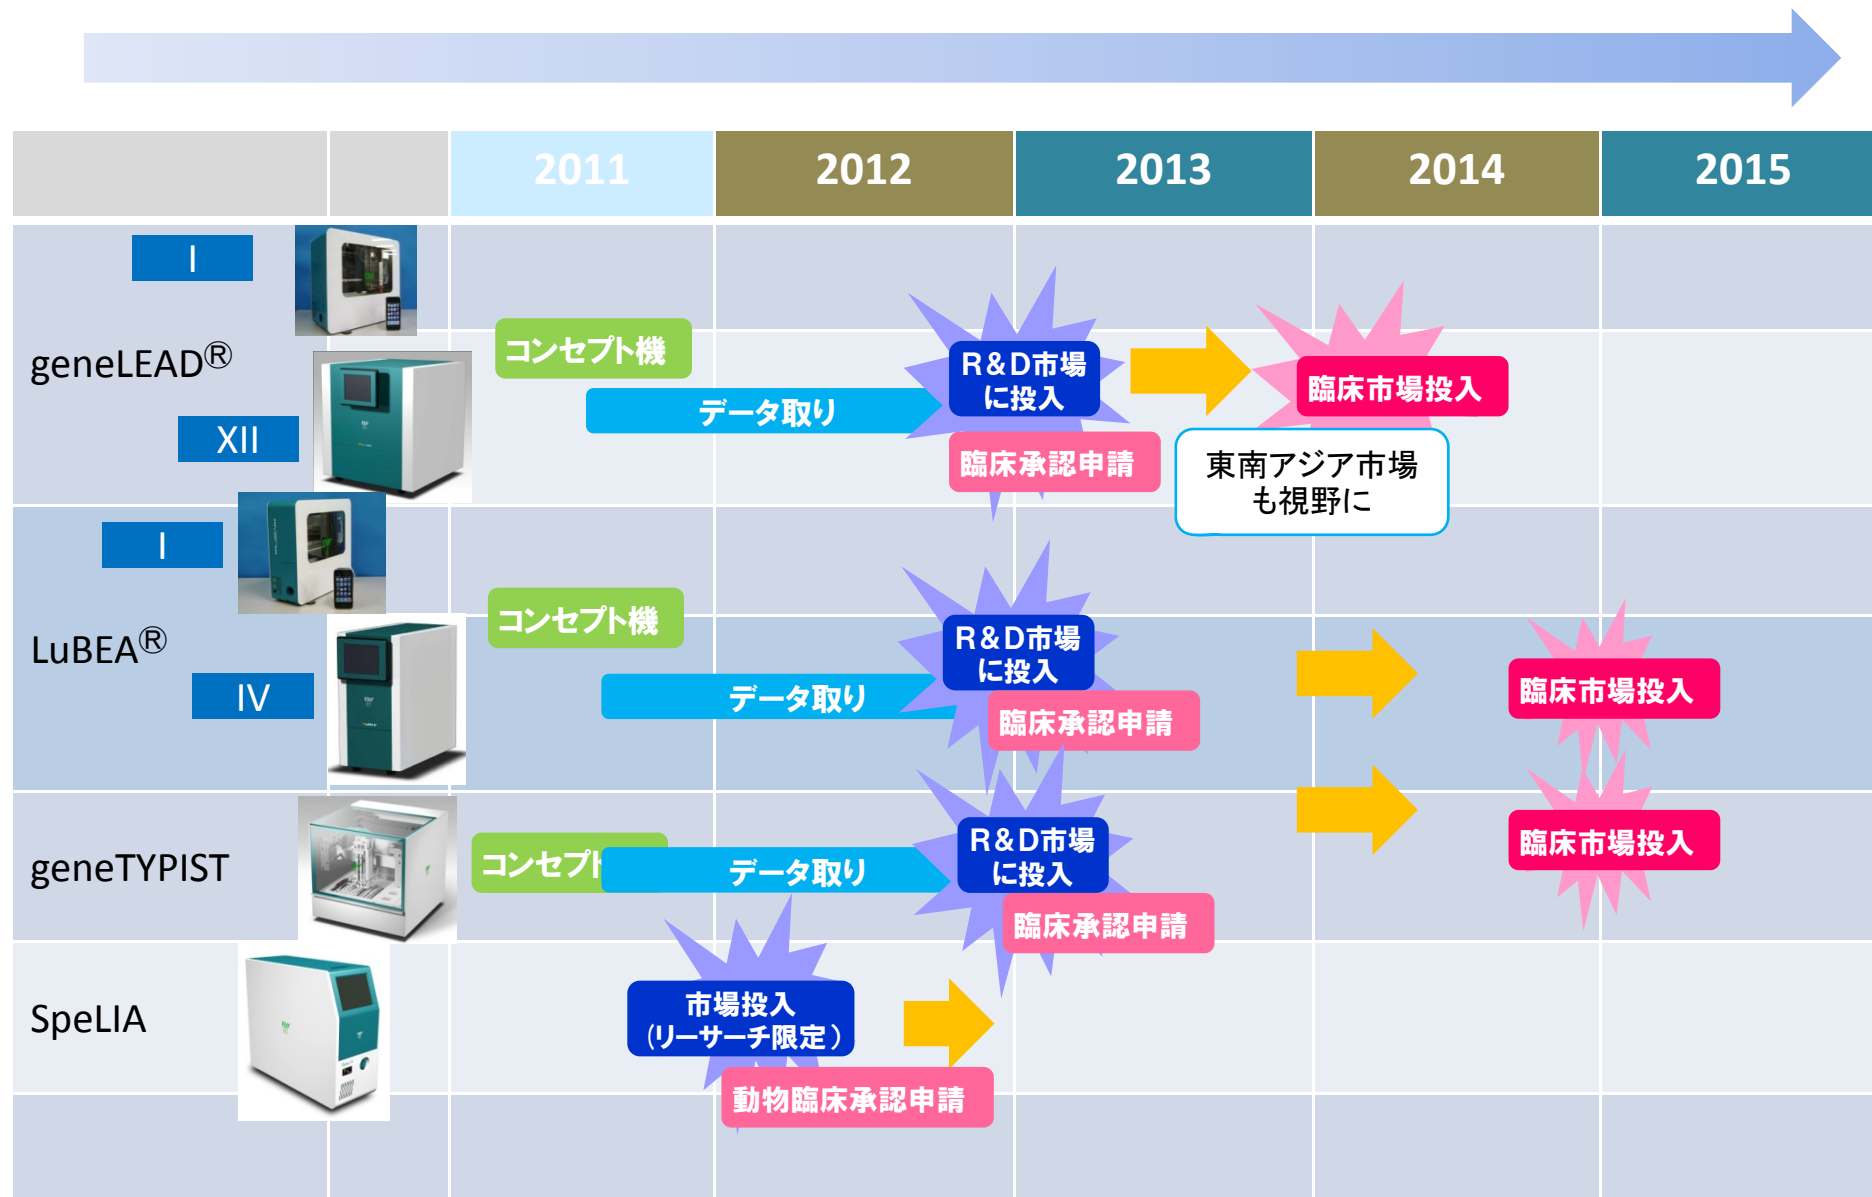 2011
2012
2013
2014
2015
I
geneLEAD®
XII
コンセプト機
データ取り
R&D市場
に投入
臨床承認申請
臨床市場投入
東南アジア市場
も視野に
I
LuBEA®
IV
コンセプト機
データ取り
R&D市場
に投入
臨床承認申請
臨床市場投入
geneTYPIST
コンセプト
データ取り
R&D市場
に投入
臨床承認申請
臨床市場投入
SpeLIA
市場投入
(リーサーチ限定)
動物臨床承認申請